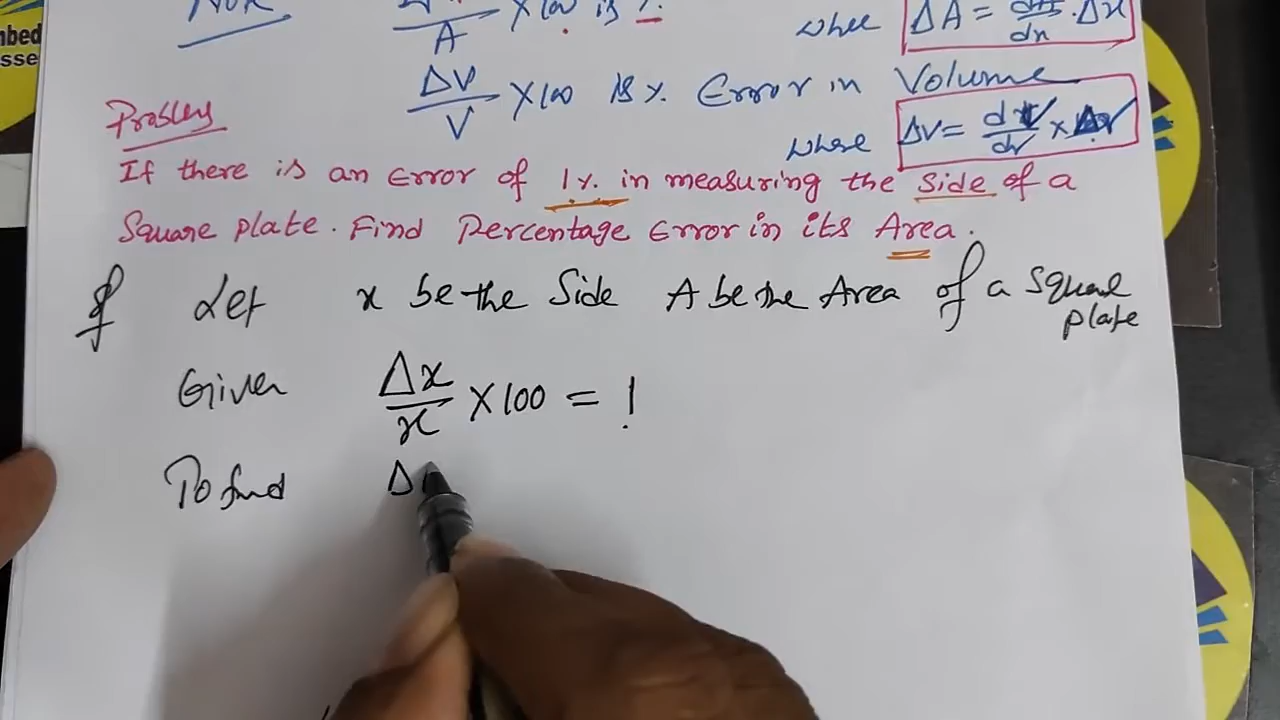 mbed
sse
A × 100 is
ΔV/V × 100 is %. Error in Volume
where ΔA = dA/dx . Δx
where ΔV = dV/dr ×
Problem
If there is an Error of 1%. in measuring the Side of a
Square plate. Find Percentage Error in its Area.
Let x be the Side A be the Area of a Square plate
Given Δx/x × 100 = 1
To find Δ